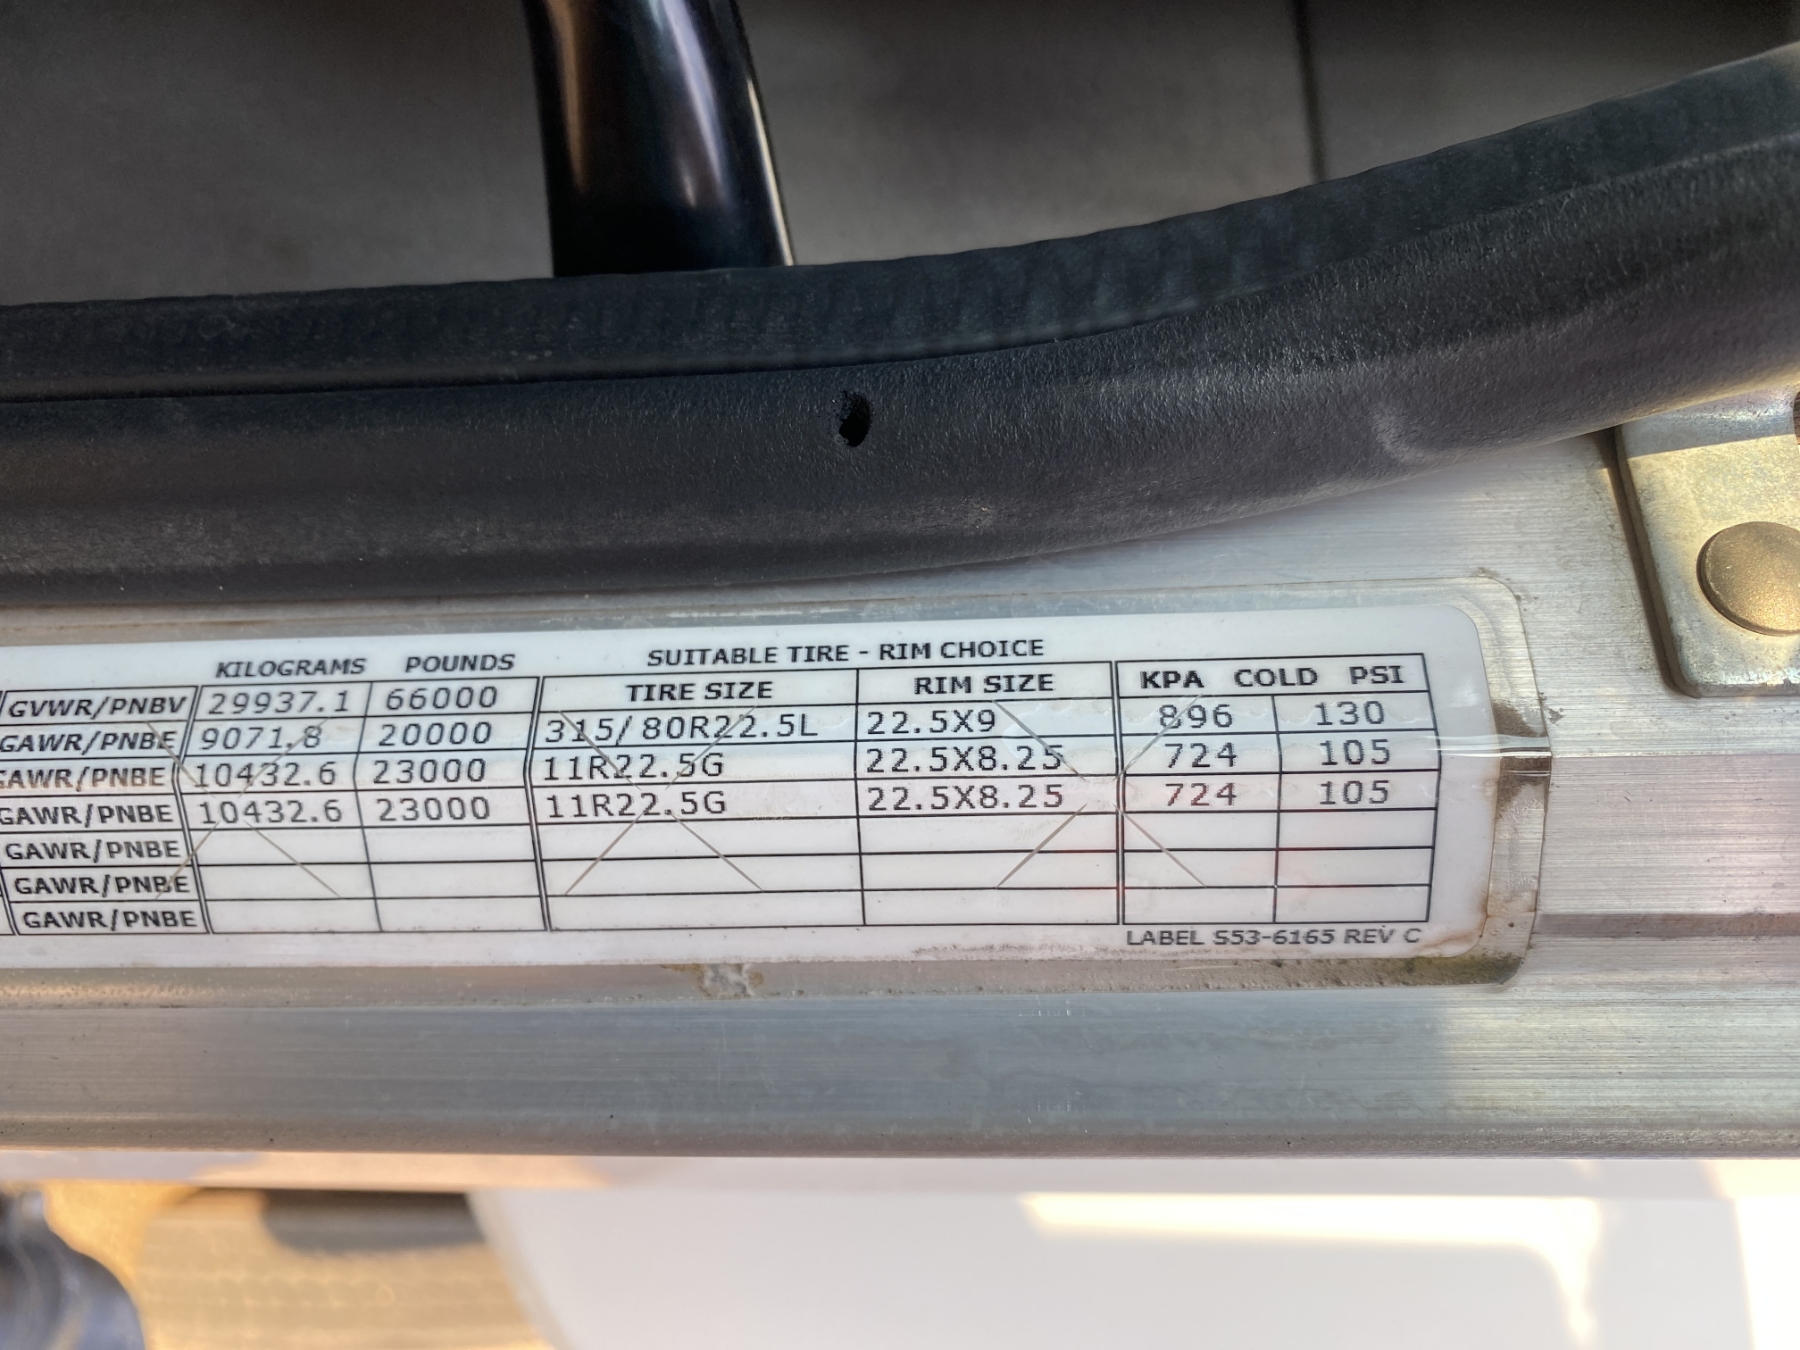 KILOGRAMS POUNDS SUITABLE TIRE - RIM CHOICE
GVWR/PNBV 29937.1 66000 TIRE SIZE RIM SIZE KPA COLD PSI
GAWR/PNBE 9071.8 20000 315/80R22.5L 22.5X9 896 130
GAWR/PNBE 10432.6 23000 11R22.5G 22.5X8.25 724 105
GAWR/PNBE 10432.6 23000 11R22.5G 22.5X8.25 724 105
GAWR/PNBE
GAWR/PNBE
GAWR/PNBE
LABEL S53-6165 REV C